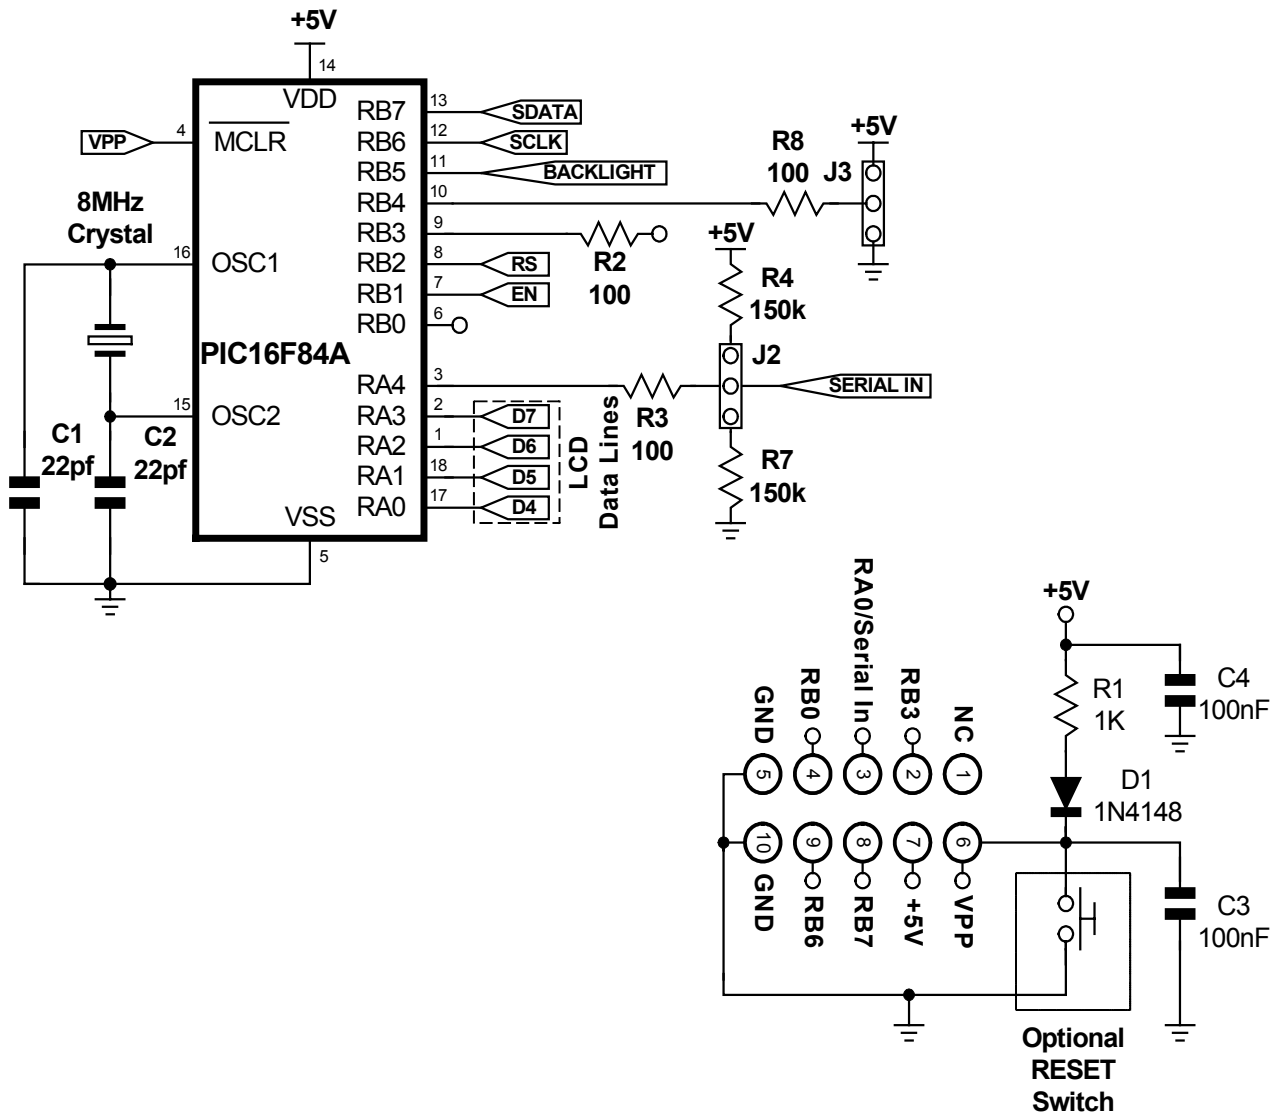 +5V
14
VDD
4
VPP
MCLR
8MHz
Crystal
16
OSC1
PIC16F84A
15
OSC2
C1
22pf
C2
22pf
VSS
5
RB7
13
SDATA
RB6
12
SCLK
RB5
11
BACKLIGHT
RB4
10
RB3
9
RB2
8
RS
RB1
7
EN
RB0
6
RA4
3
RA3
2
D7
RA2
1
D6
RA1
18
D5
RA0
17
D4
LCD
Data Lines
R8
100
J3
+5V
R2
100
+5V
R4
150k
J2
R3
100
SERIAL IN
R7
150k
GND
RB0
RA0/Serial In
RB3
NC
5
4
3
2
1
10
9
8
7
6
GND
RB6
RB7
+5V
VPP
+5V
R1
1K
C4
100nF
D1
1N4148
C3
100nF
Optional
RESET
Switch